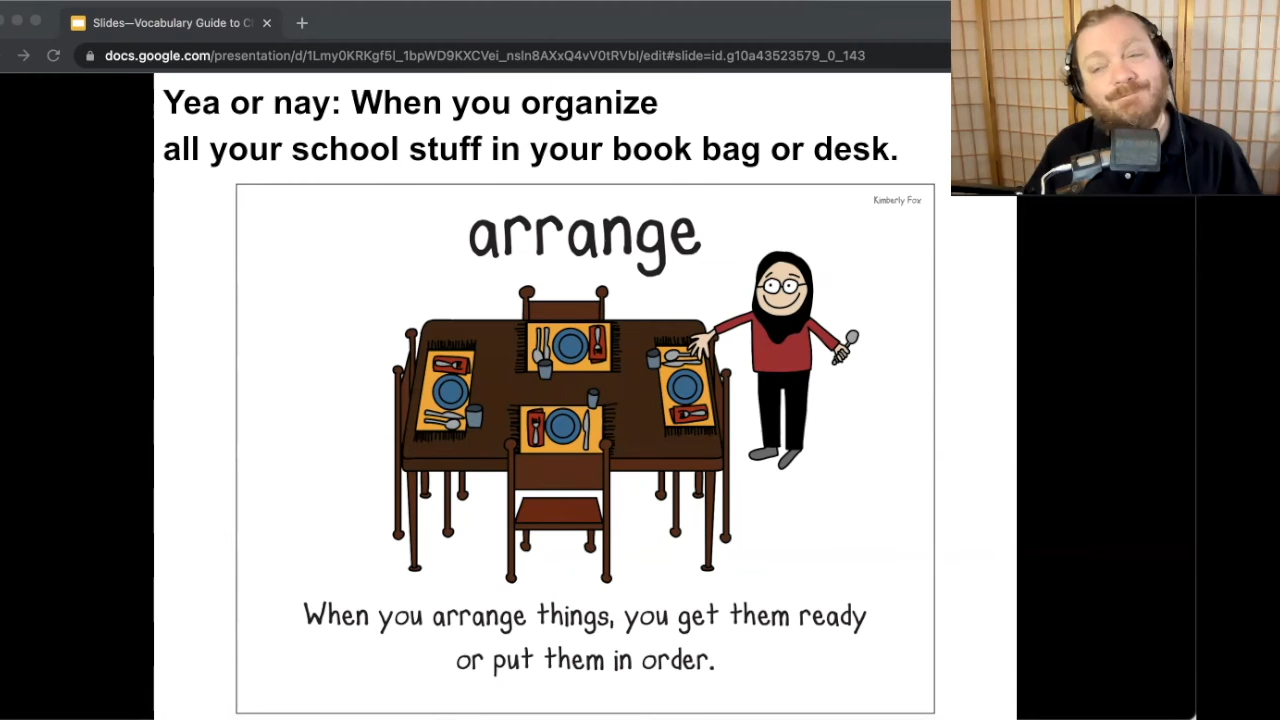 Slides—Vocabulary Guide to C
docs.google.com/presentation/d/1Lmy0KRKgf5I_1bpWD9KXCVei_nsIn8AXxQ4vV0tRVbI/edit#slide=id.g10a43523579_0_143
Yea or nay: When you organize
all your school stuff in your book bag or desk.
Kimberly Fox
arrange
When you arrange things, you get them ready
or put them in order.